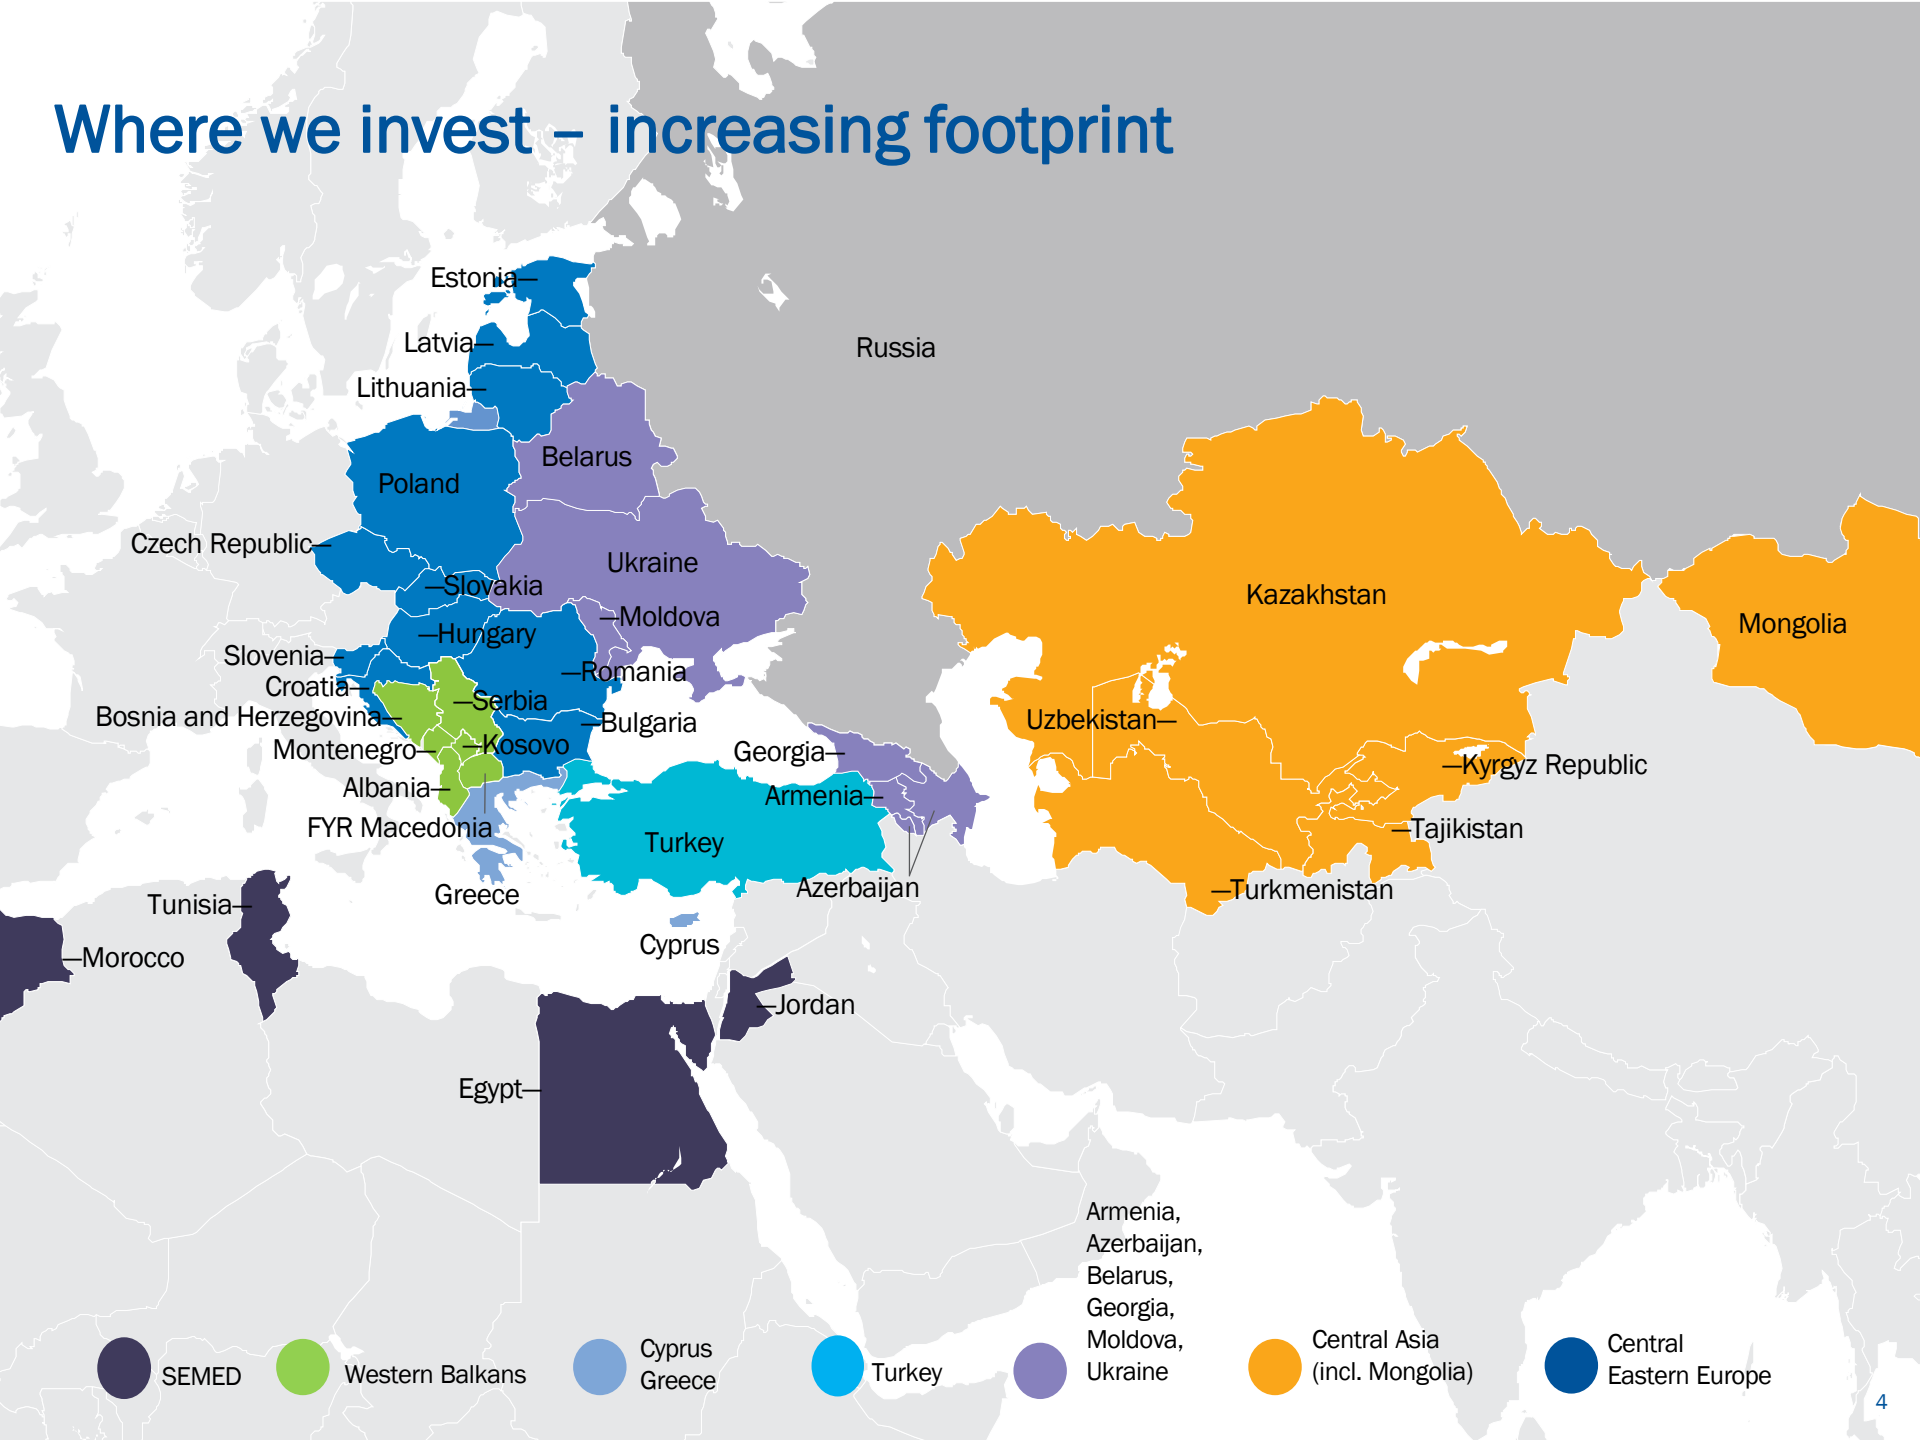 Where we invest – increasing footprint
Estonia
Latvia
Russia
Lithuania
Belarus
Poland
Czech Republic
Ukraine
Slovakia
Kazakhstan
Moldova
Mongolia
Hungary
Slovenia
Romania
Croatia
Serbia
Bosnia and Herzegovina
Bulgaria
Uzbekistan
Kosovo
Montenegro
Georgia
Kyrgyz Republic
Albania
Armenia
FYR Macedonia
Tajikistan
Turkey
Azerbaijan
Turkmenistan
Greece
Tunisia
Cyprus
Morocco
Jordan
Egypt
SEMED
Western Balkans
Cyprus
Greece
Turkey
Armenia,
Azerbaijan,
Belarus,
Georgia,
Moldova,
Ukraine
Central Asia
(incl. Mongolia)
Central
Eastern Europe
4